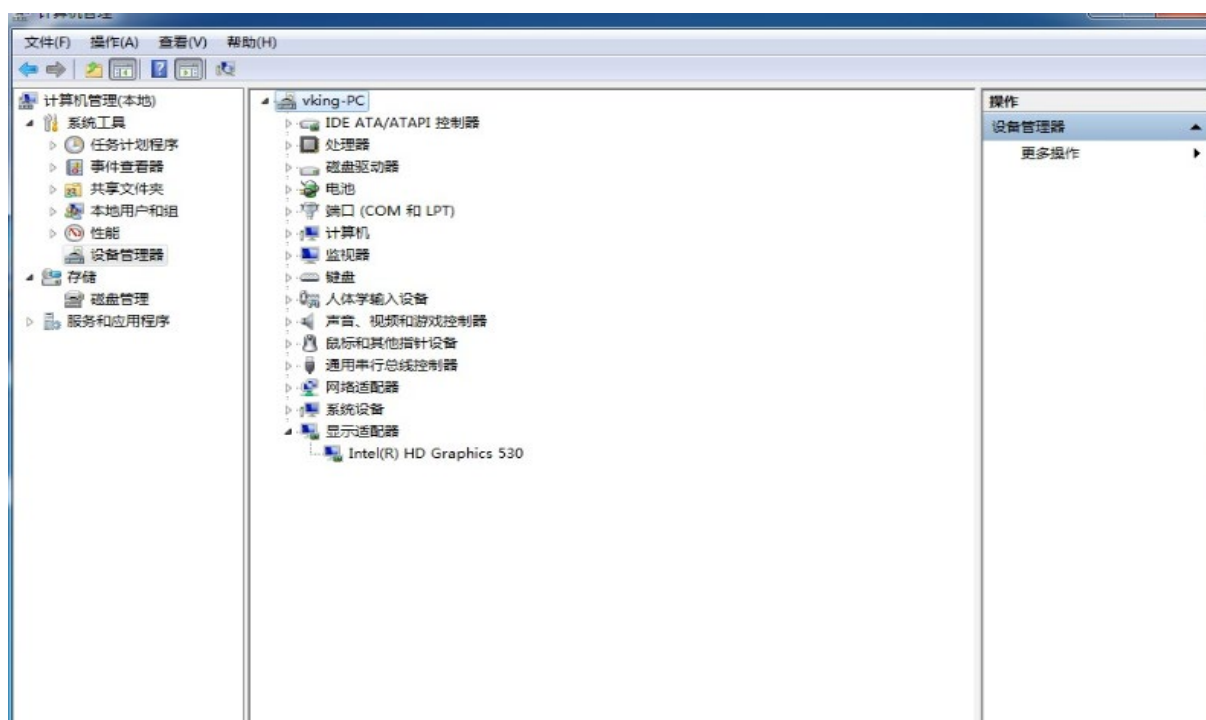 计算机管理
文件(F) 操作(A) 查看(V) 帮助(H)
计算机管理(本地)
系统工具
任务计划程序
事件查看器
共享文件夹
本地用户和组
性能
设备管理器
存储
磁盘管理
服务和应用程序
vking-PC
IDE ATA/ATAPI 控制器
处理器
磁盘驱动器
电池
端口 (COM 和 LPT)
计算机
监视器
键盘
人体学输入设备
声音、视频和游戏控制器
鼠标和其他指针设备
通用串行总线控制器
网络适配器
系统设备
显示适配器
Intel(R) HD Graphics 530
操作
设备管理器
更多操作